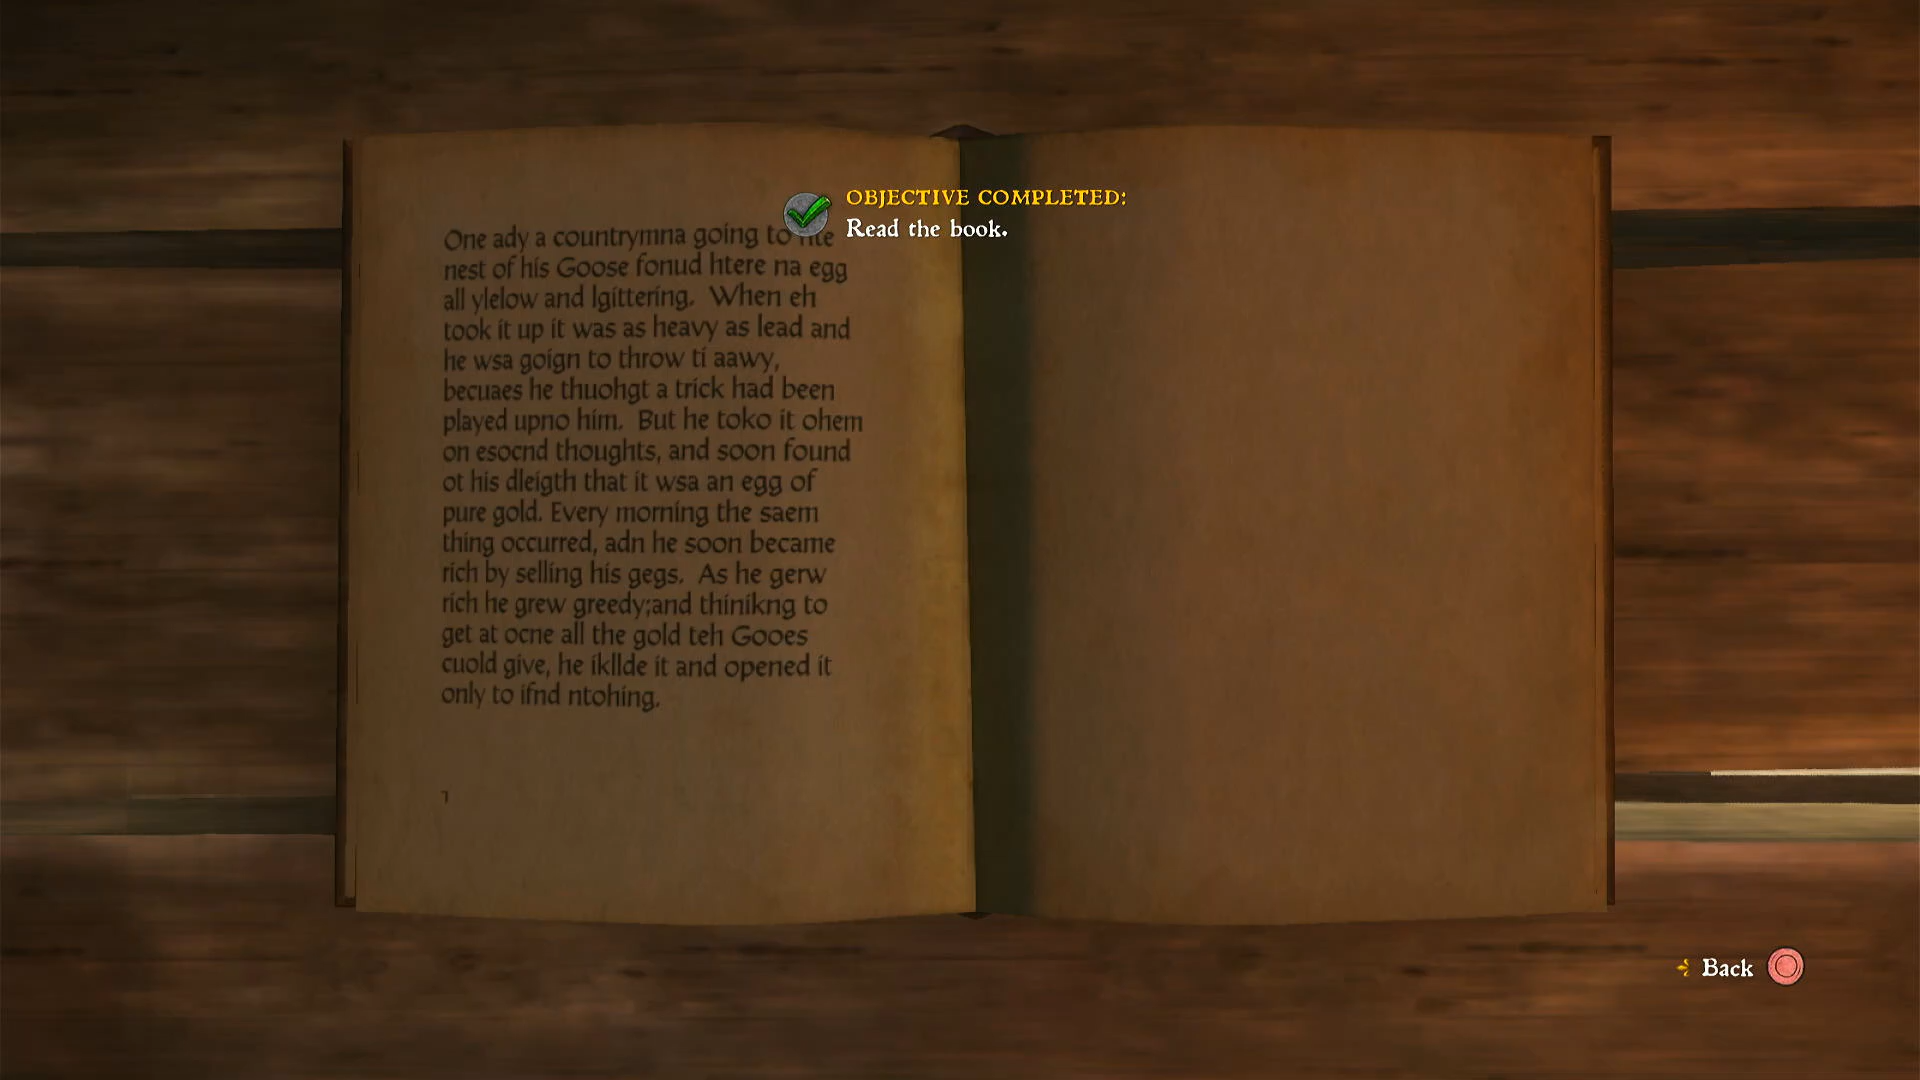 OBJECTIVE COMPLETED:
Read the book.
One ady a countrymna going to
nest of his Goose fonud htere na egg
all ylelow and lgittering. When eh
took it up it was as heavy as lead and
he wsa goign to throw ti aawy,
becuaes he thuohgt a trick had been
played upno him. But he toko it ohem
on esocnd thoughts, and soon found
ot his dleigth that it wsa an egg of
pure gold. Every morning the saem
thing occurred, adn he soon became
rich by selling his gegs. As he gerw
rich he grew greedy;and thinikng to
get at ocne all the gold teh Gooes
cuold give, he ikllde it and opened it
only to ifnd ntohing.
Back